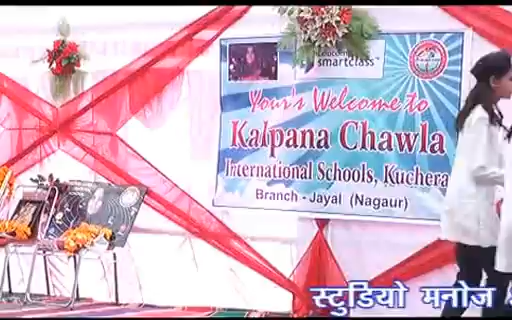 smartclass
Your's Welcome to
Kalpana Chawla
International Schools, Kuchera
Branch - Jayal (Nagaur)
स्टुडियो मनोज